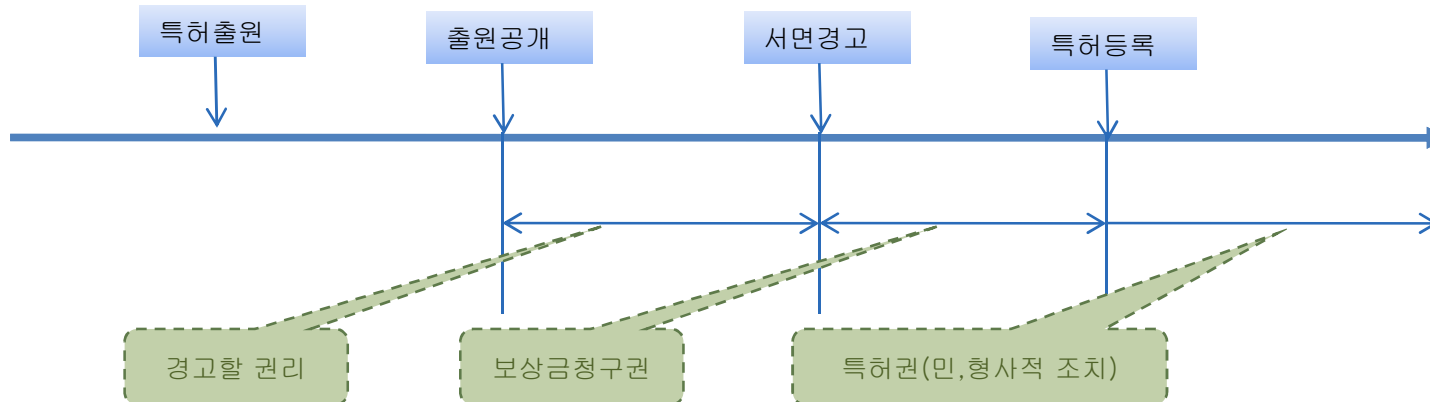 특허출원
출원공개
서면경고
특허등록
경고할 권리
보상금청구권
특허권(민,형사적 조치)